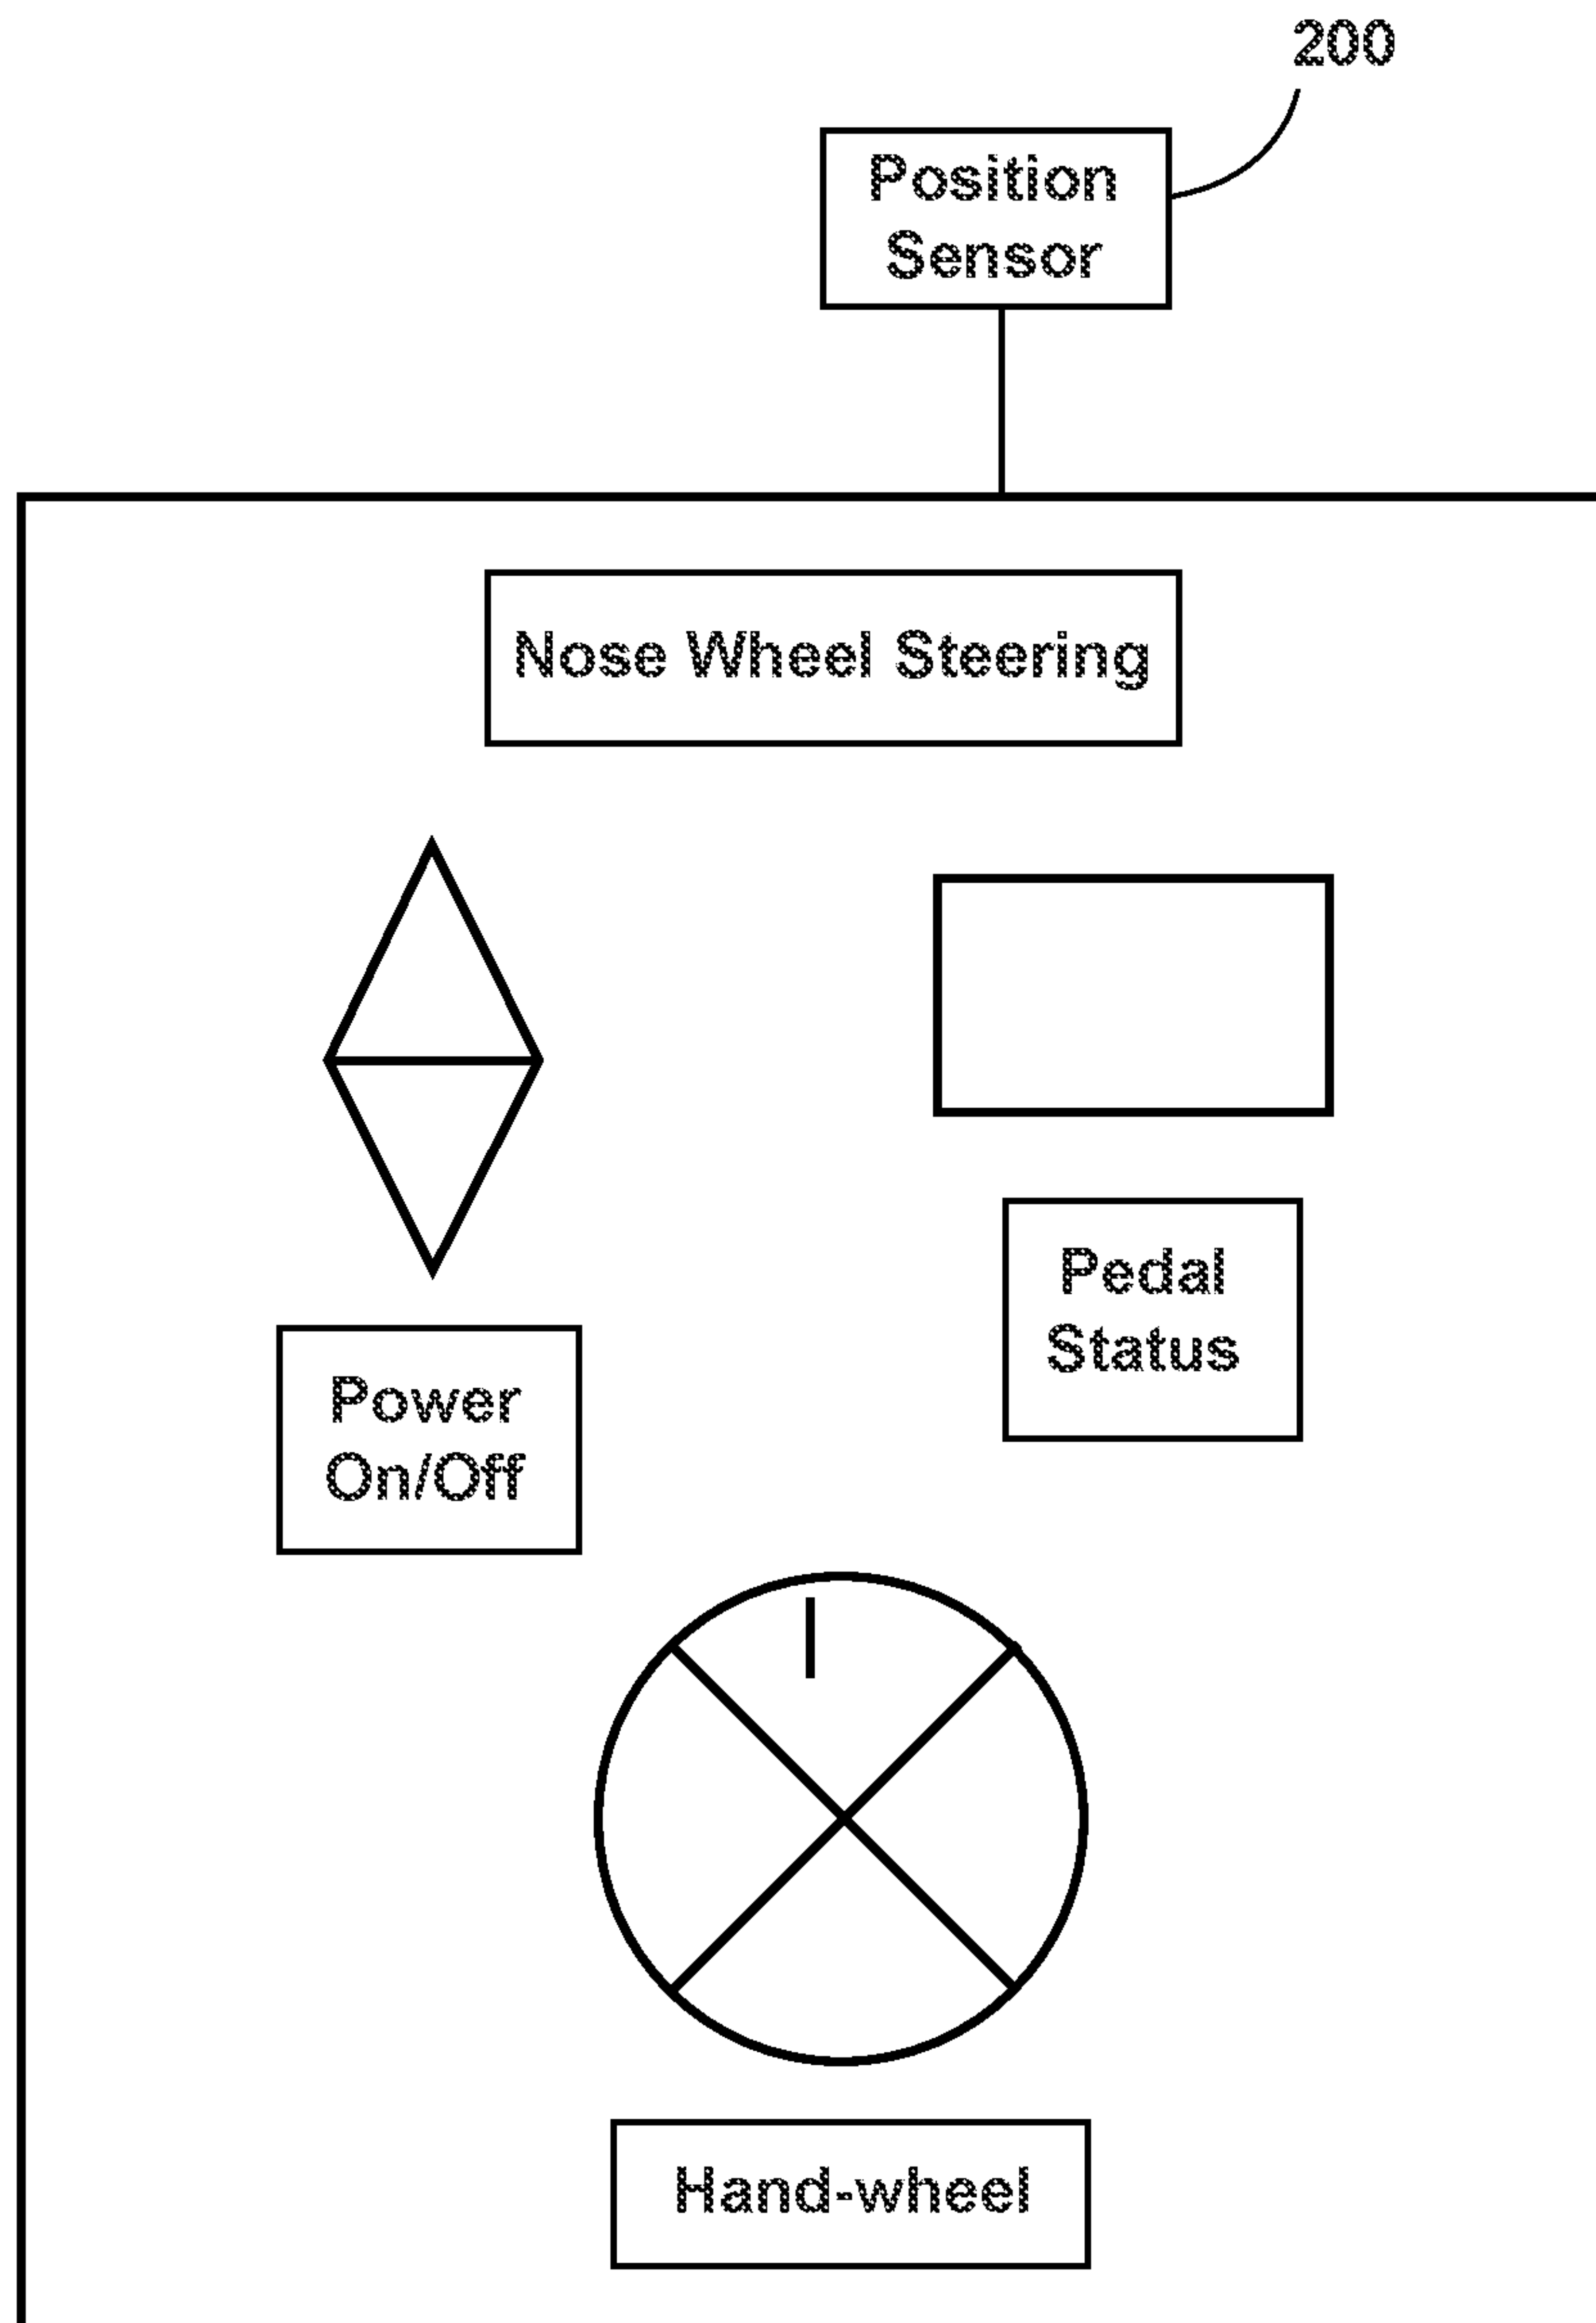 200
Position
Sensor
Nose Wheel Steering
Pedal
Status
Power
On/Off
Hand-wheel